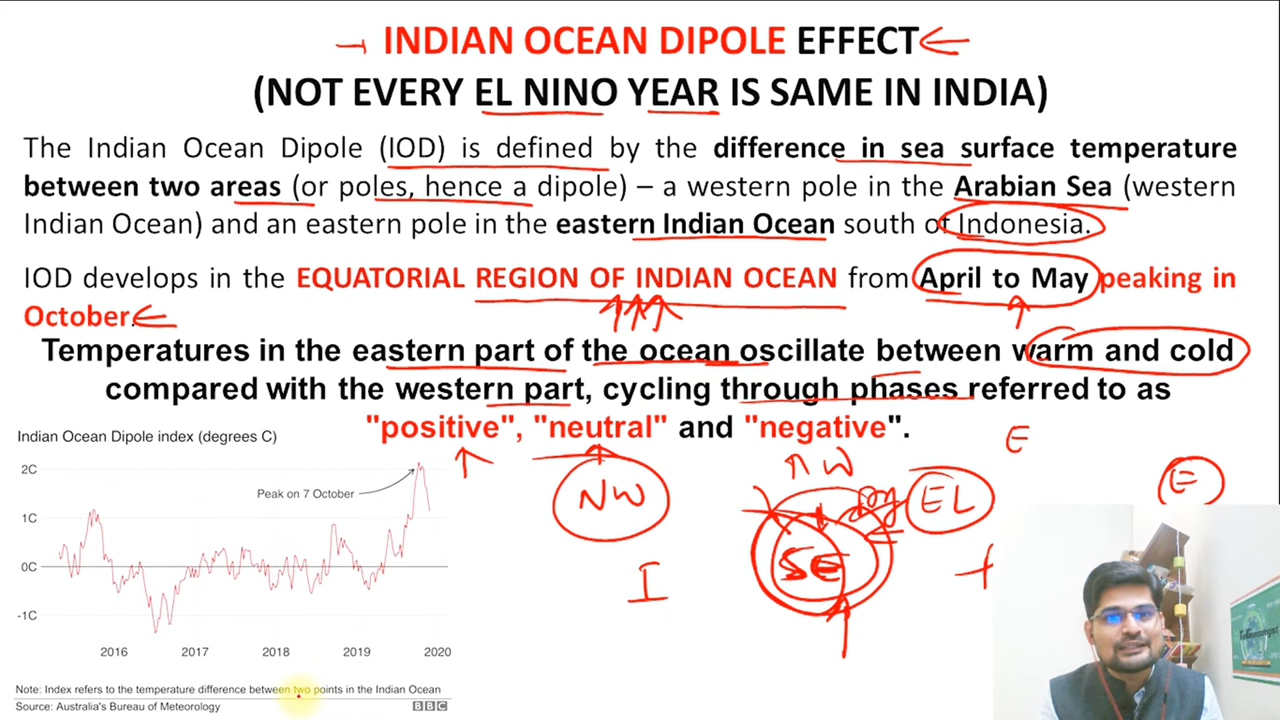 INDIAN OCEAN DIPOLE EFFECT
(NOT EVERY EL NINO YEAR IS SAME IN INDIA)
The Indian Ocean Dipole (IOD) is defined by the difference in sea surface temperature
between two areas (or poles, hence a dipole) – a western pole in the Arabian Sea (western
Indian Ocean) and an eastern pole in the eastern Indian Ocean south of Indonesia.
IOD develops in the EQUATORIAL REGION OF INDIAN OCEAN from April to May peaking in
October.
Temperatures in the eastern part of the ocean oscillate between warm and cold
compared with the western part, cycling through phases referred to as
"positive", "neutral" and "negative".
E
Indian Ocean Dipole index (degrees C)
2C
Peak on 7 October
NW
W
EL
E
1C
0C
SE
I
+
-1C
2016 2017 2018 2019 2020
Note: Index refers to the temperature difference between two points in the Indian Ocean
Source: Australia's Bureau of Meteorology
BBC